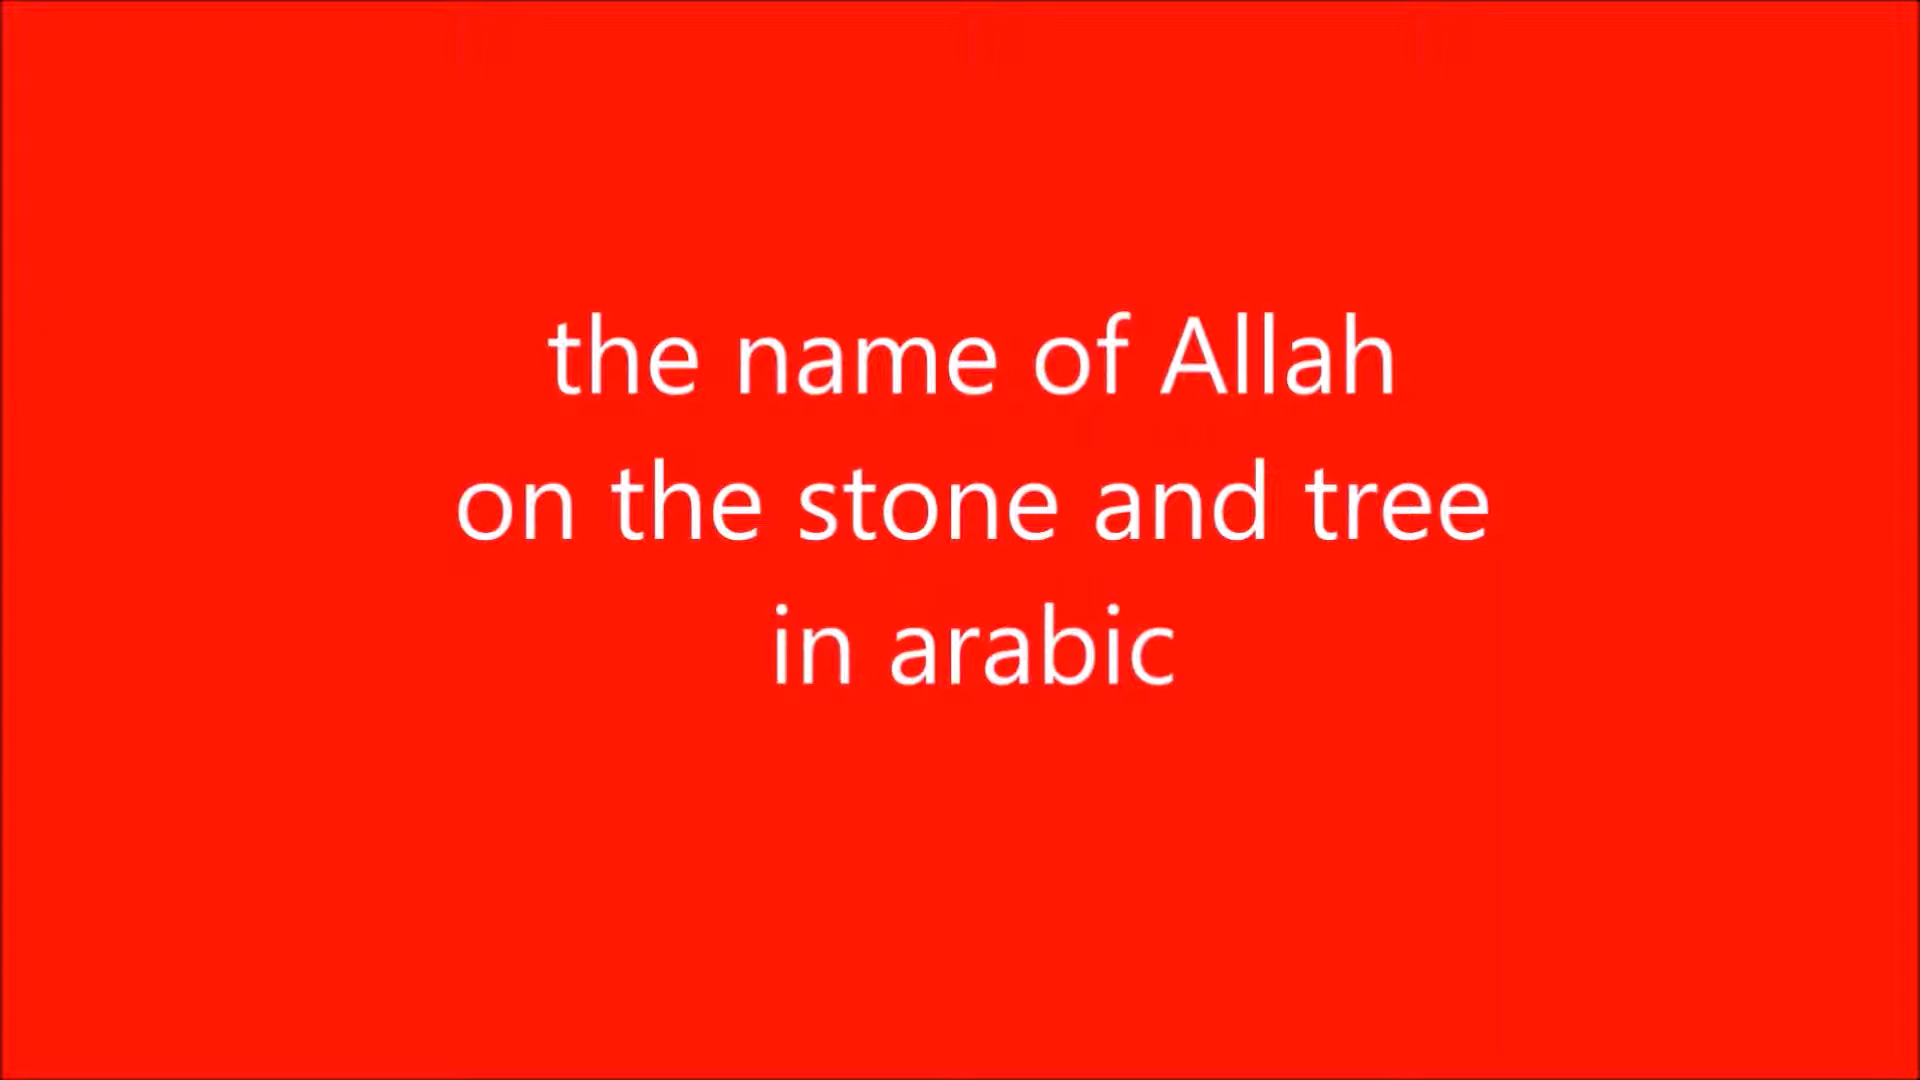 the name of Allah
on the stone and tree
in arabic